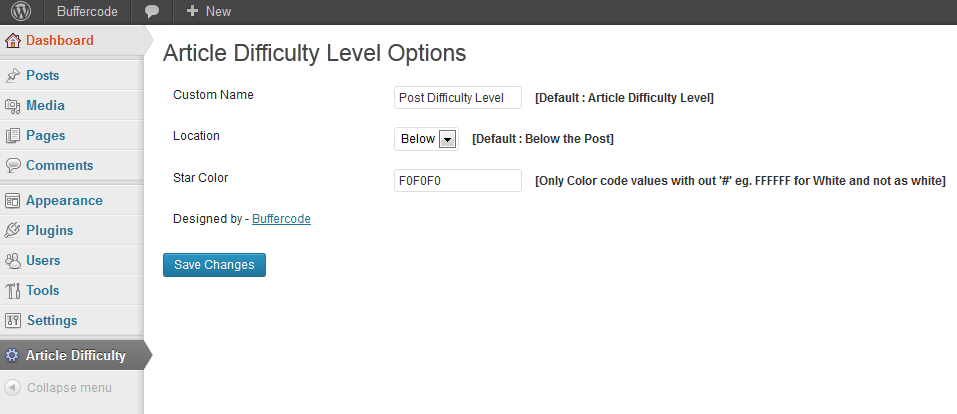 Buffercode
New
Dashboard
Posts
Media
Pages
Comments
Appearance
Plugins
Users
Tools
Settings
Article Difficulty
Collapse menu
Article Difficulty Level Options
Custom Name Post Difficulty Level [Default : Article Difficulty Level]
Location Below [Default : Below the Post]
Star Color F0F0F0 [Only Color code values with out '#' eg. FFFFFF for White and not as white]
Designed by - Buffercode
Save Changes